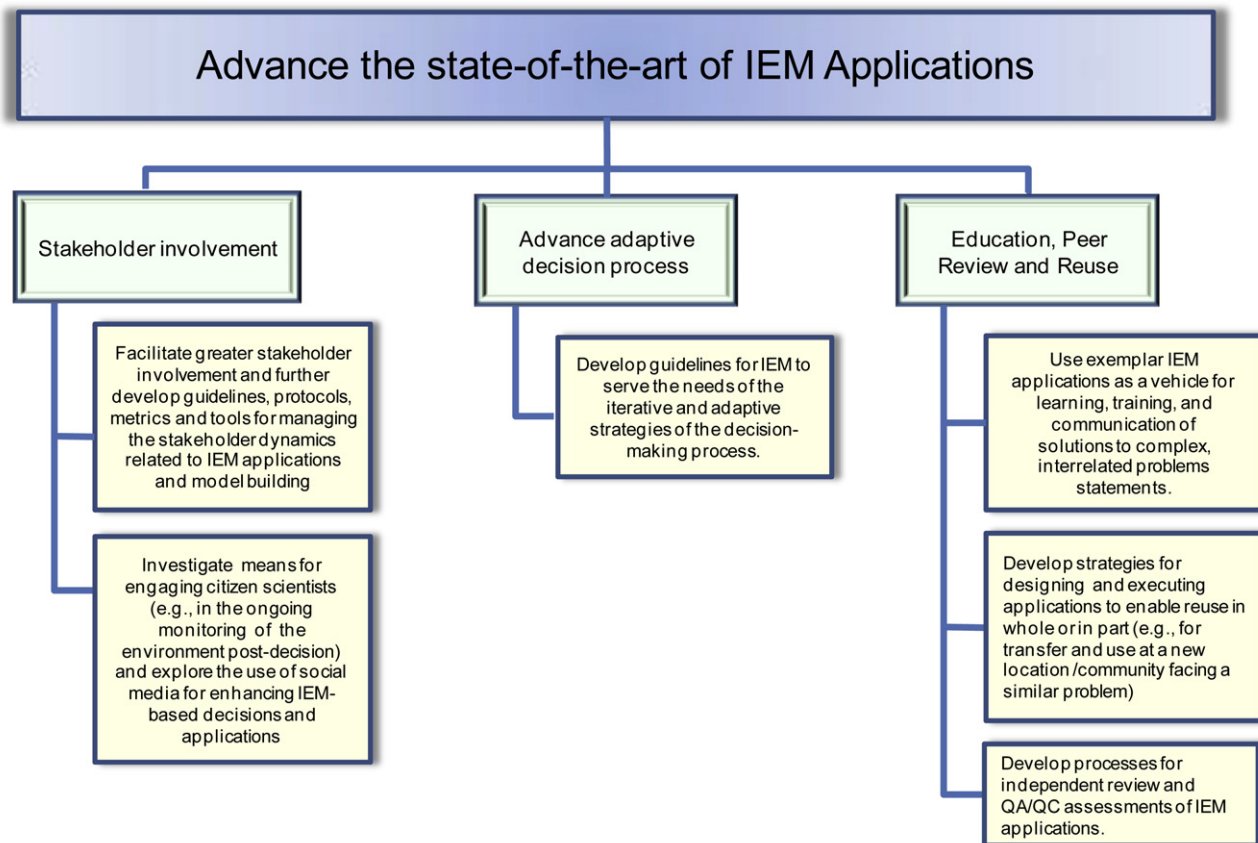 Advance the state-of-the-art of IEM Applications
Stakeholder involvement
Facilitate greater stakeholder
involvement and further
develop guidelines, protocols,
metrics and tools for managing
the stakeholder dynamics
related to IEM applications
and model building
Investigate means for
engaging citizen scientists
(e.g., in the ongoing
monitoring of the
environment post-decision)
and explore the use of social
media for enhancing IEM-
based decisions and
applications
Advance adaptive
decision process
Develop guidelines for IEM to
serve the needs of the
iterative and adaptive
strategies of the decision-
making process.
Education, Peer
Review and Reuse
Use exemplar IEM
applications as a vehicle for
learning, training, and
communication of
solutions to complex,
interrelated problems
statements.
Develop strategies for
designing and executing
applications to enable reuse in
whole or in part (e.g., for
transfer and use at a new
location /community facing a
similar problem)
Develop processes for
independent review and
QA/QC assessments of IEM
applications.